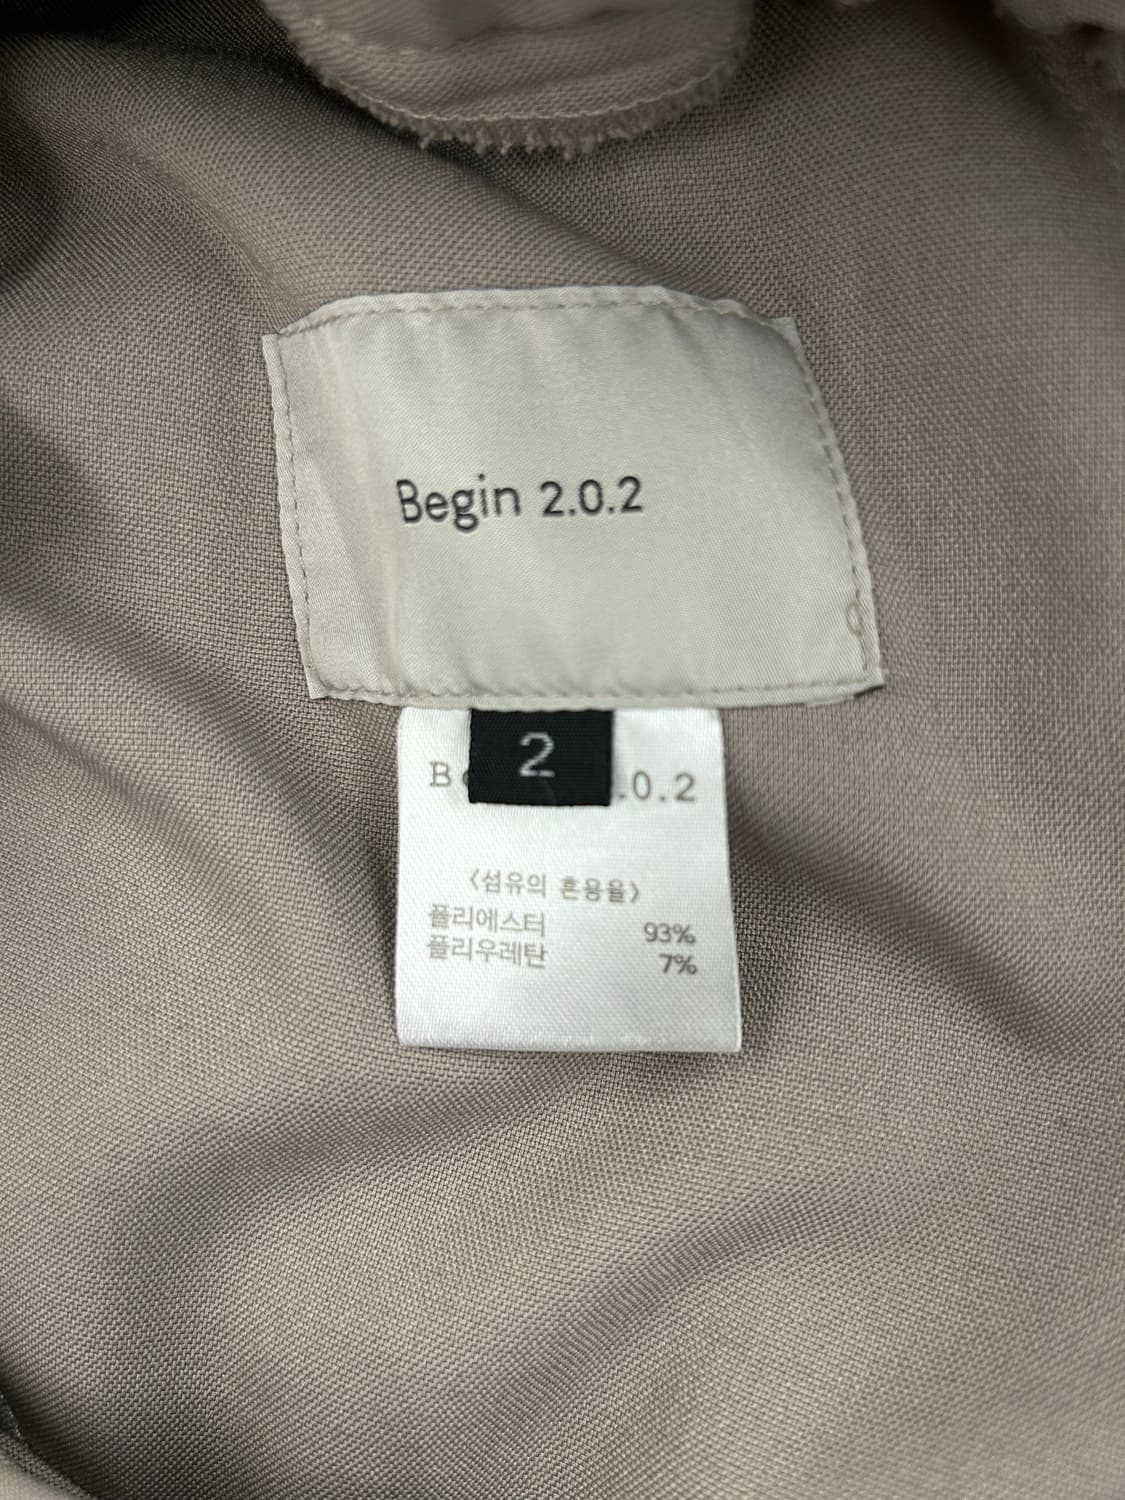 Begin 2.0.2
2
B .0.2
<섬유의 혼용율>
폴리에스터 93%
폴리우레탄 7%